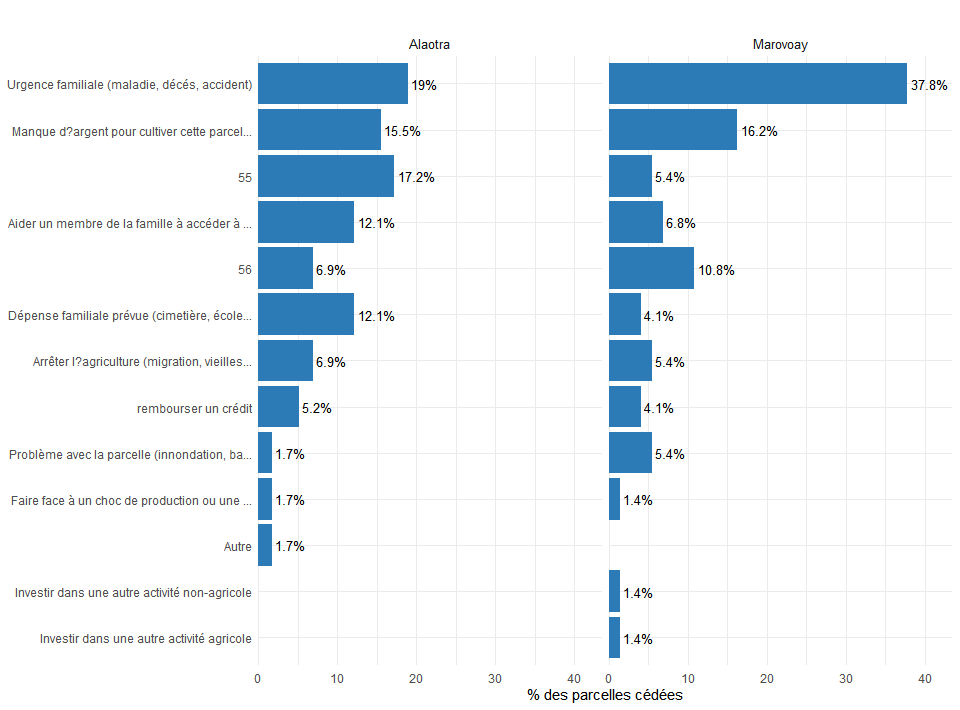 Alaotra Marovoay
Urgence familiale (maladie, décés, accident) 19% 37.8%
Manque d?argent pour cultiver cette parcel... 15.5% 16.2%
55 17.2% 5.4%
Aider un membre de la famille à accéder à ... 12.1% 6.8%
56 6.9% 10.8%
Dépense familiale prévue (cimetière, école... 12.1% 4.1%
Arrêter l?agriculture (migration, vieilles... 6.9% 5.4%
rembourser un crédit 5.2% 4.1%
Problème avec la parcelle (innondation, ba... 1.7% 5.4%
Faire face à un choc de production ou une ... 1.7% 1.4%
Autre 1.7%
Investir dans une autre activité non-agricole 1.4%
Investir dans une autre activité agricole 1.4%
0 10 20 30 40 0 10 20 30 40
% des parcelles cédées